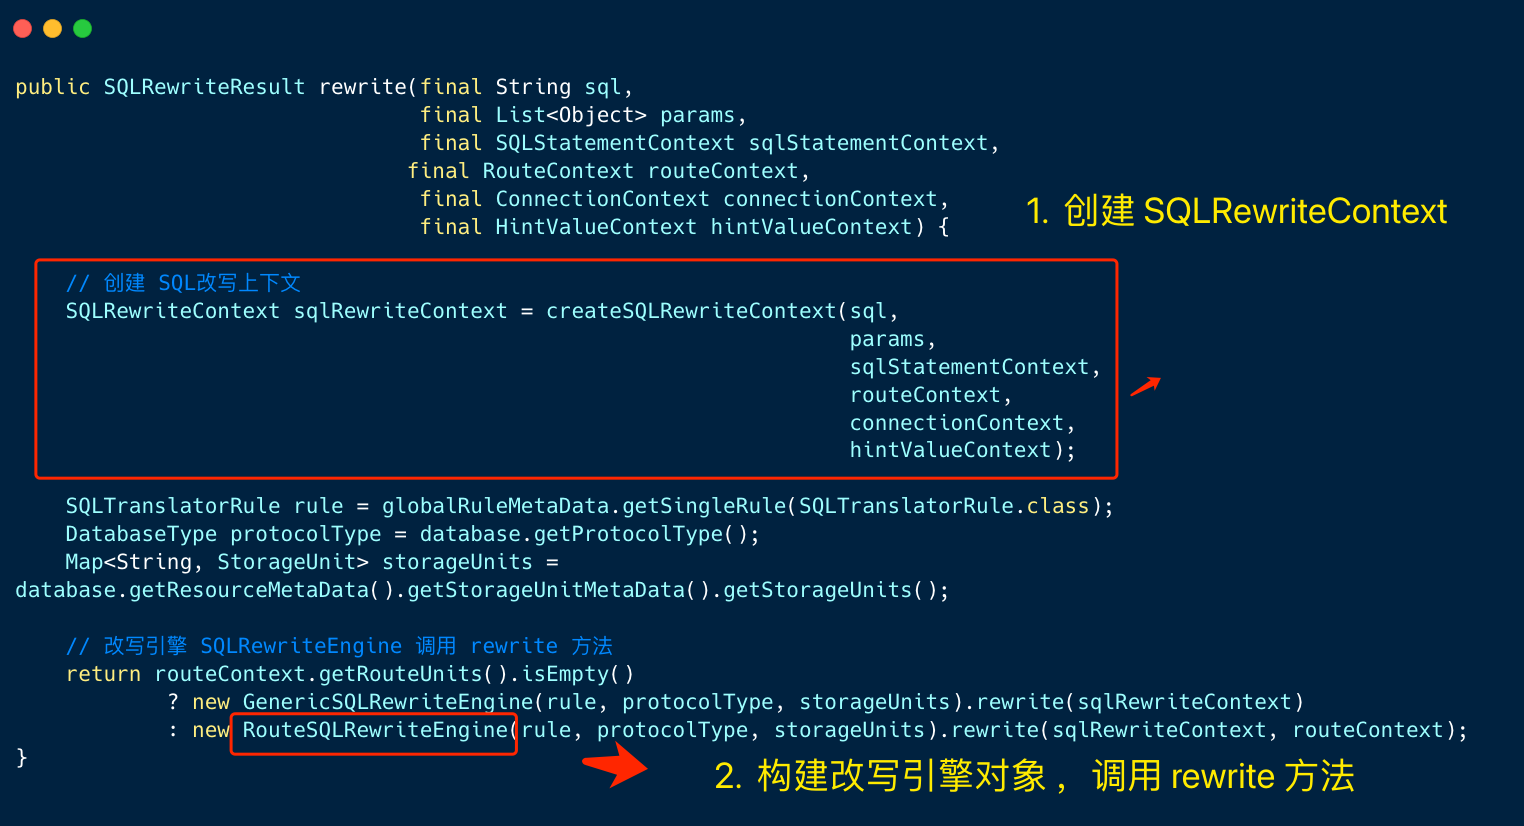 public SQLRewriteResult rewrite(final String sql,
final List<Object> params,
final SQLStatementContext sqlStatementContext,
final RouteContext routeContext,
final ConnectionContext connectionContext,
final HintValueContext hintValueContext) {
1. 创建 SQLRewriteContext
// 创建 SQL改写上下文
SQLRewriteContext sqlRewriteContext = createSQLRewriteContext(sql,
params,
sqlStatementContext,
routeContext,
connectionContext,
hintValueContext);
SQLTranslatorRule rule = globalRuleMetaData.getSingleRule(SQLTranslatorRule.class);
DatabaseType protocolType = database.getProtocolType();
Map<String, StorageUnit> storageUnits =
database.getResourceMetaData().getStorageUnitMetaData().getStorageUnits();
// 改写引擎 SQLRewriteEngine 调用 rewrite 方法
return routeContext.getRouteUnits().isEmpty()
? new GenericSQLRewriteEngine(rule, protocolType, storageUnits).rewrite(sqlRewriteContext)
: new RouteSQLRewriteEngine(rule, protocolType, storageUnits).rewrite(sqlRewriteContext, routeContext);
}
2. 构建改写引擎对象 ，调用 rewrite 方法